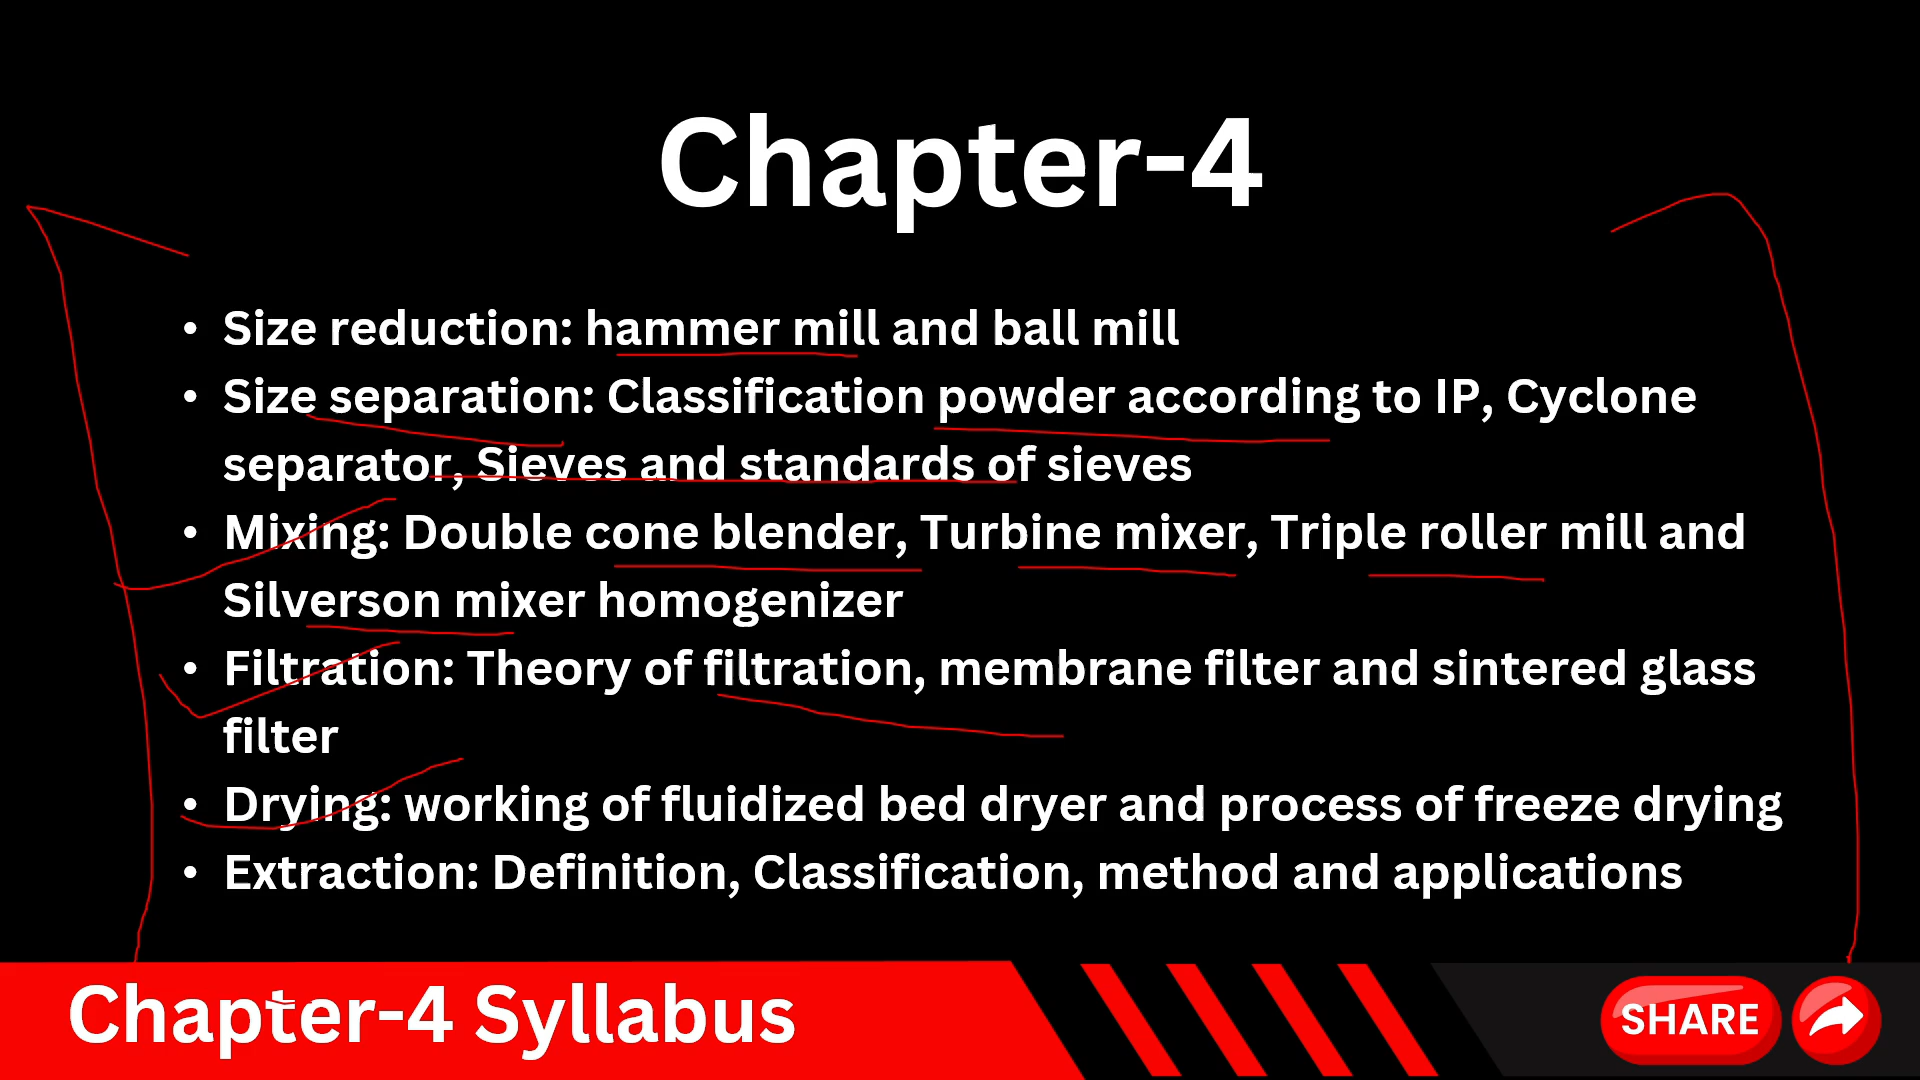 Chapter-4
• Size reduction: hammer mill and ball mill
• Size separation: Classification powder according to IP, Cyclone
separator, Sieves and standards of sieves
• Mixing: Double cone blender, Turbine mixer, Triple roller mill and
Silverson mixer homogenizer
• Filtration: Theory of filtration, membrane filter and sintered glass
filter
• Drying: working of fluidized bed dryer and process of freeze drying
• Extraction: Definition, Classification, method and applications
Chapter-4 Syllabus
SHARE